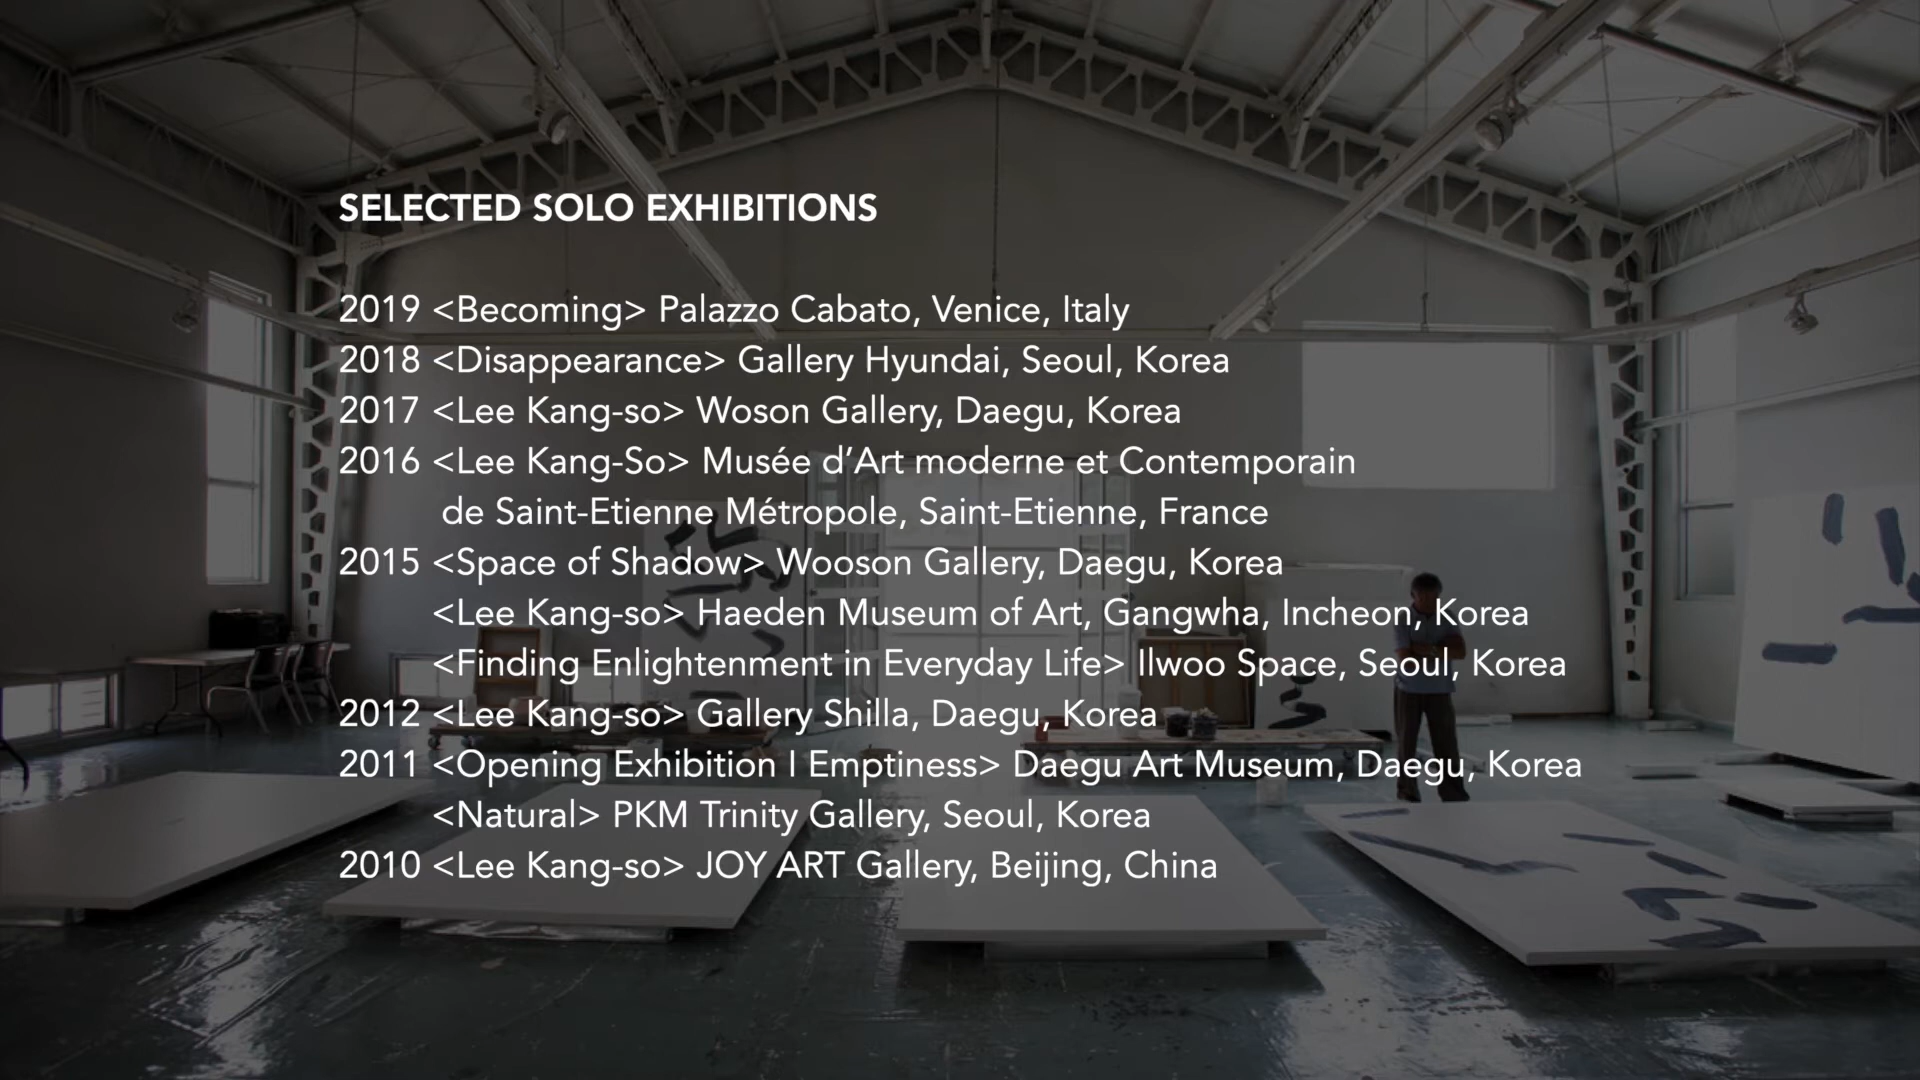 SELECTED SOLO EXHIBITIONS
2019 <Becoming> Palazzo Cabato, Venice, Italy
2018 <Disappearance> Gallery Hyundai, Seoul, Korea
2017 <Lee Kang-so> Woson Gallery, Daegu, Korea
2016 <Lee Kang-So> Musée d’Art moderne et Contemporain
de Saint-Etienne Métropole, Saint-Etienne, France
2015 <Space of Shadow> Wooson Gallery, Daegu, Korea
<Lee Kang-so> Haeden Museum of Art, Gangwha, Incheon, Korea
<Finding Enlightenment in Everyday Life> Ilwoo Space, Seoul, Korea
2012 <Lee Kang-so> Gallery Shilla, Daegu, Korea
2011 <Opening Exhibition I Emptiness> Daegu Art Museum, Daegu, Korea
<Natural> PKM Trinity Gallery, Seoul, Korea
2010 <Lee Kang-so> JOY ART Gallery, Beijing, China